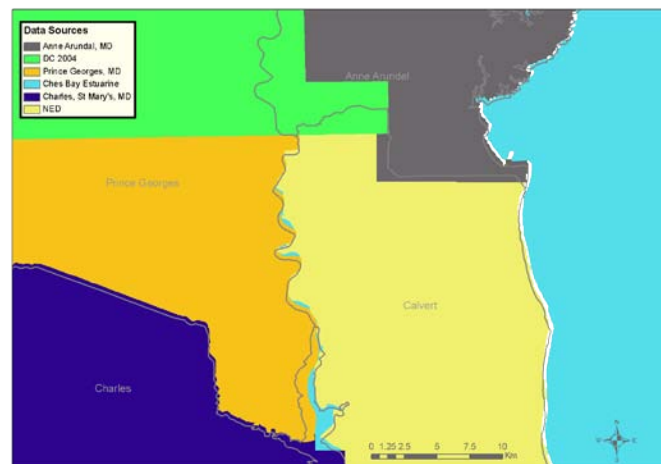 Data Sources
Anne Arundal, MD
DC 2004
Prince Georges, MD
Ches Bay Estuarine
Charles, St Mary's, MD
NED
Anne Arundel
Prince Georges
Calvert
Charles
N
W E
S
0 1.25 2.5 5 7.5 10
Km